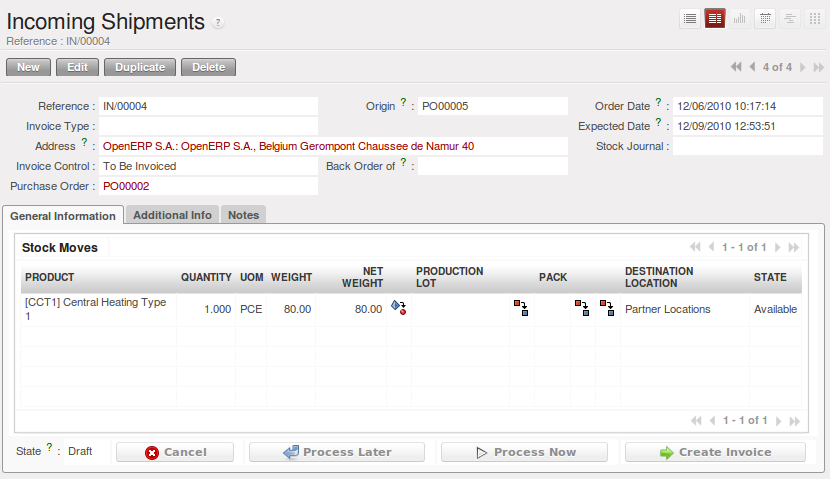 Incoming Shipments ?
Reference : IN/00004
New Edit Duplicate Delete 4 of 4
Reference : IN/00004 Origin ? : PO00005 Order Date ? : 12/06/2010 10:17:14
Invoice Type : Expected Date ? : 12/09/2010 12:53:51
Address ? : OpenERP S.A.: OpenERP S.A., Belgium Gerompont Chaussee de Namur 40 Stock Journal :
Invoice Control : To Be Invoiced Back Order of ? :
Purchase Order : PO00002
General Information Additional Info Notes
Stock Moves 1 - 1 of 1
PRODUCT QUANTITY UOM WEIGHT NET WEIGHT PRODUCTION LOT PACK DESTINATION LOCATION STATE
[CCT1] Central Heating Type 1 1.000 PCE 80.00 80.00 Partner Locations Available
1 - 1 of 1
State ? : Draft Cancel Process Later Process Now Create Invoice